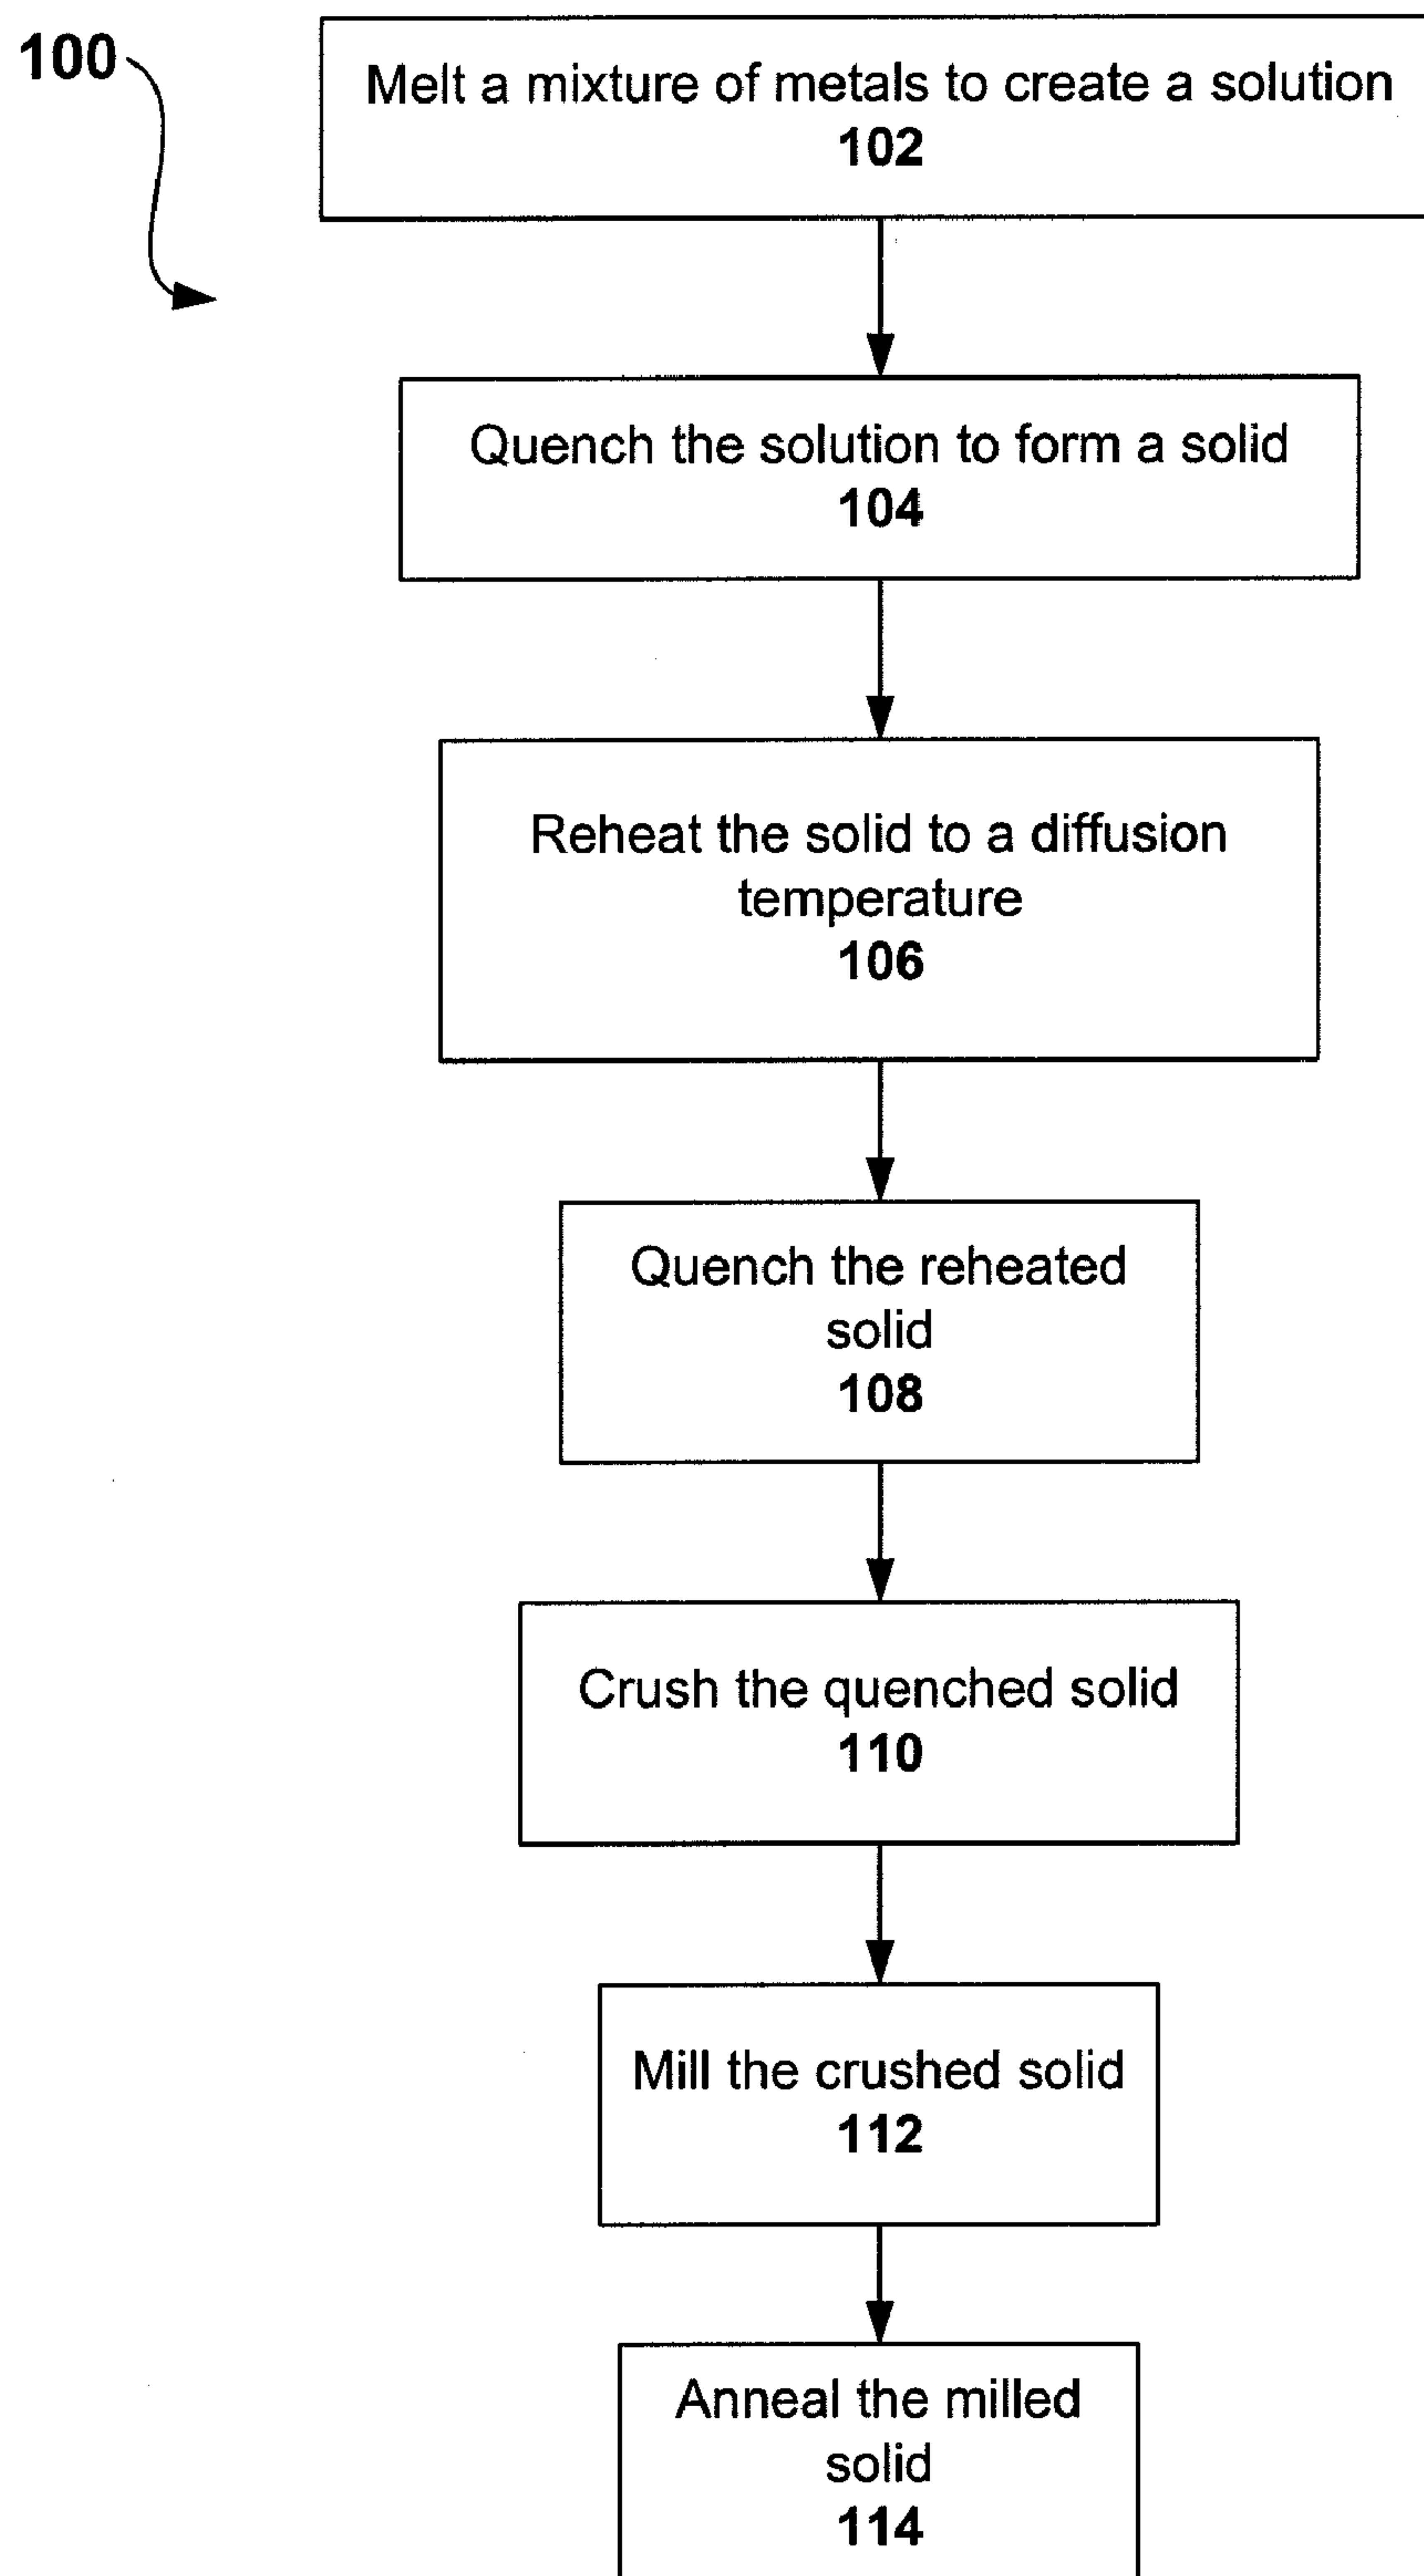 100
Melt a mixture of metals to create a solution
102
Quench the solution to form a solid
104
Reheat the solid to a diffusion
temperature
106
Quench the reheated
solid
108
Crush the quenched solid
110
Mill the crushed solid
112
Anneal the milled
solid
114